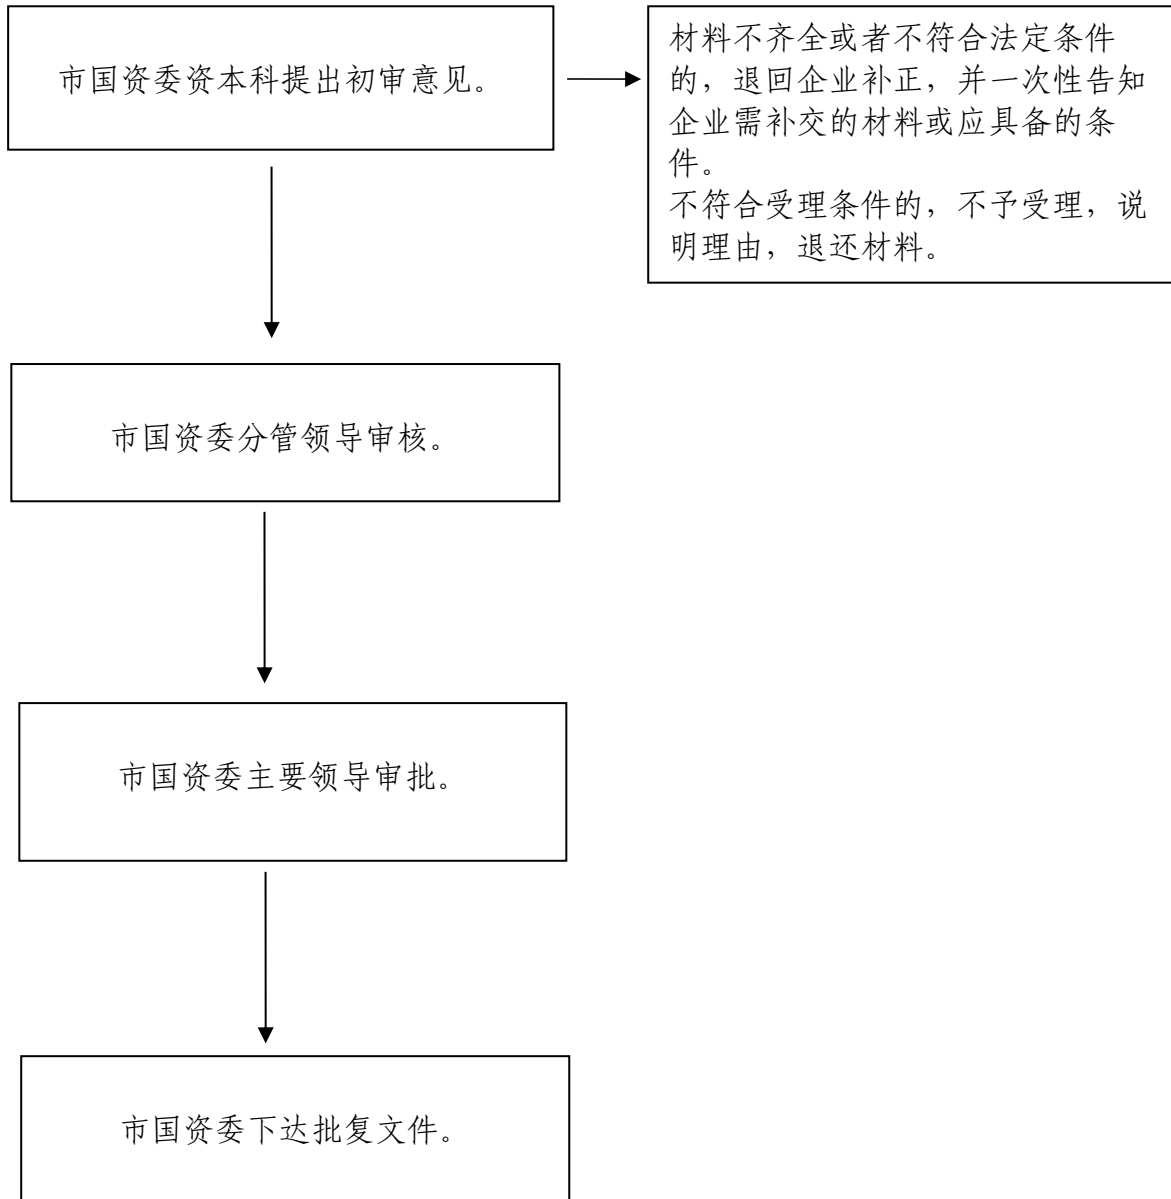 市国资委资本科提出初审意见。
材料不齐全或者不符合法定条件
的，退回企业补正，并一次性告知
企业需补交的材料或应具备的条
件。
不符合受理条件的，不予受理，说
明理由，退还材料。
市国资委分管领导审核。
市国资委主要领导审批。
市国资委下达批复文件。